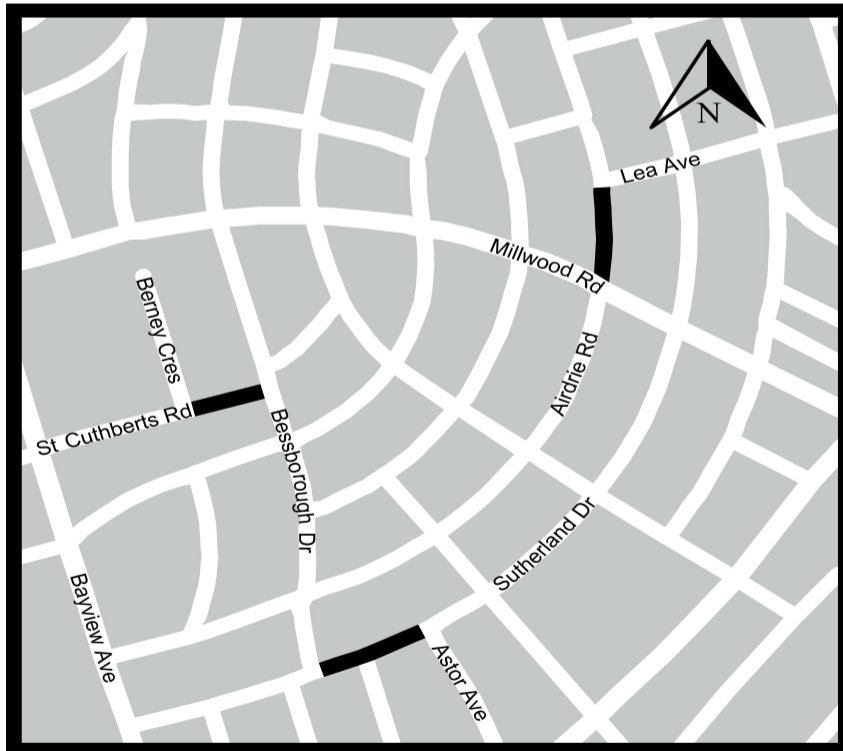 N
Lea Ave
Millwood Rd
Berney Cres
Airdrie Rd
St Cuthberts Rd
Bessborough Dr
Sutherland Dr
Bayview Ave
Astor Ave